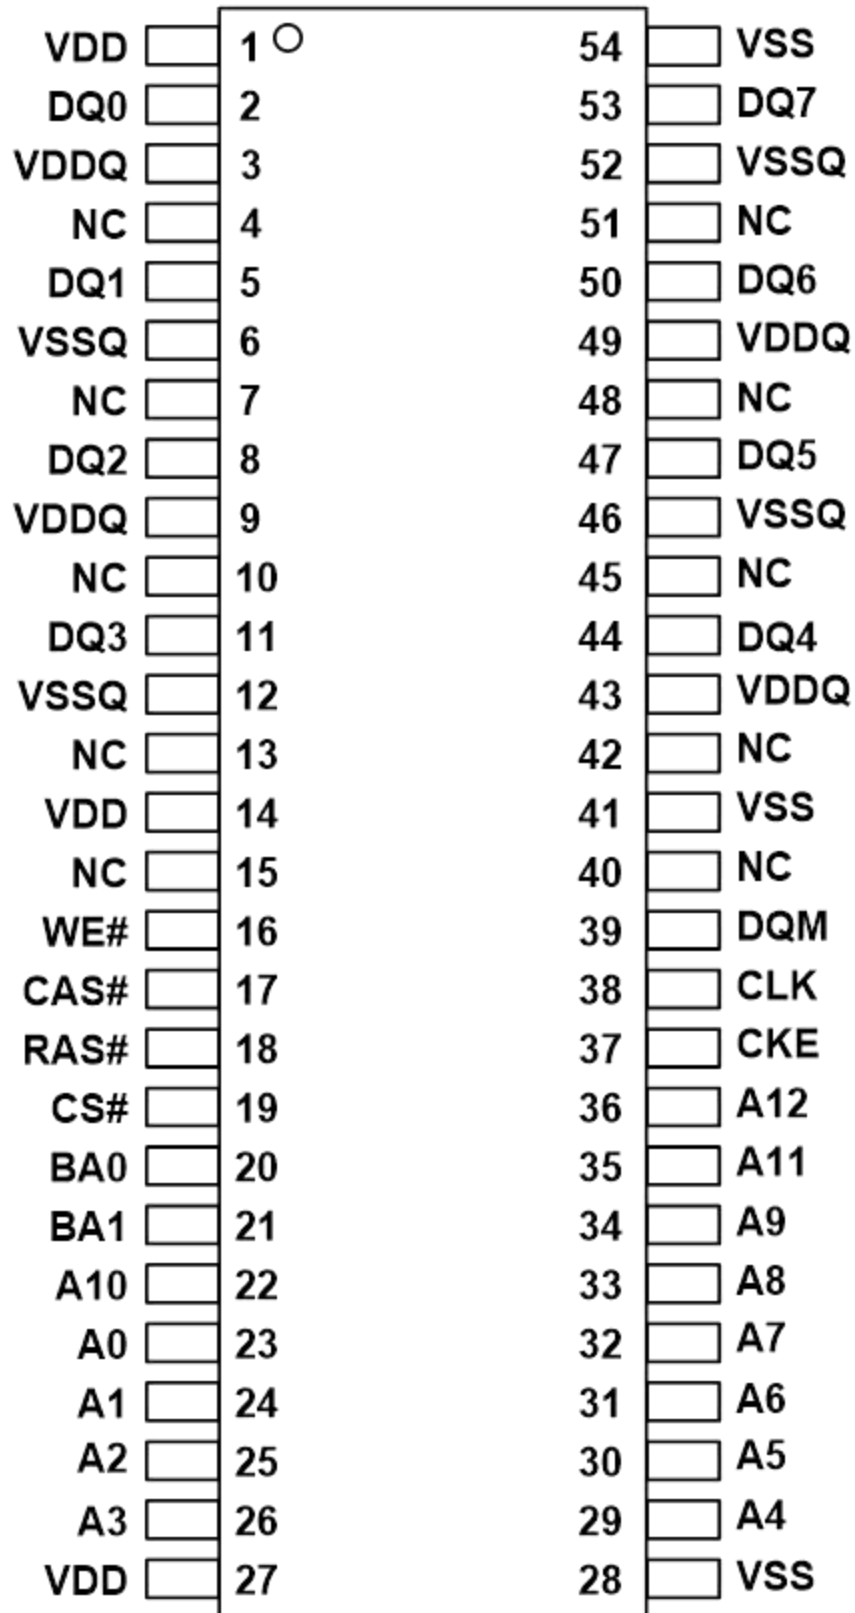 VDD 1 54 VSS
DQ0 2 53 DQ7
VDDQ 3 52 VSSQ
NC 4 51 NC
DQ1 5 50 DQ6
VSSQ 6 49 VDDQ
NC 7 48 NC
DQ2 8 47 DQ5
VDDQ 9 46 VSSQ
NC 10 45 NC
DQ3 11 44 DQ4
VSSQ 12 43 VDDQ
NC 13 42 NC
VDD 14 41 VSS
NC 15 40 NC
WE# 16 39 DQM
CAS# 17 38 CLK
RAS# 18 37 CKE
CS# 19 36 A12
BA0 20 35 A11
BA1 21 34 A9
A10 22 33 A8
A0 23 32 A7
A1 24 31 A6
A2 25 30 A5
A3 26 29 A4
VDD 27 28 VSS